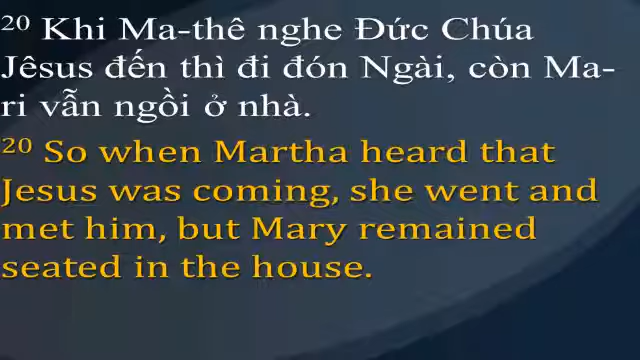 20 Khi Ma-thê nghe Đức Chúa
Jêsus đến thì đi đón Ngài, còn Ma-
ri vẫn ngồi ở nhà.
20 So when Martha heard that
Jesus was coming, she went and
met him, but Mary remained
seated in the house.